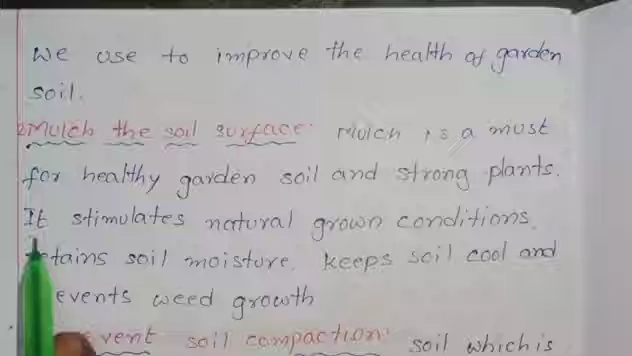 We use to improve the health of garden
soil.
Mulch the soil surface: Mulch is a must
for healthy garden soil and strong plants.
It stimulates natural grown conditions.
etains soil moisture. keeps soil cool and
events weed growth
event soil compaction: soil which is